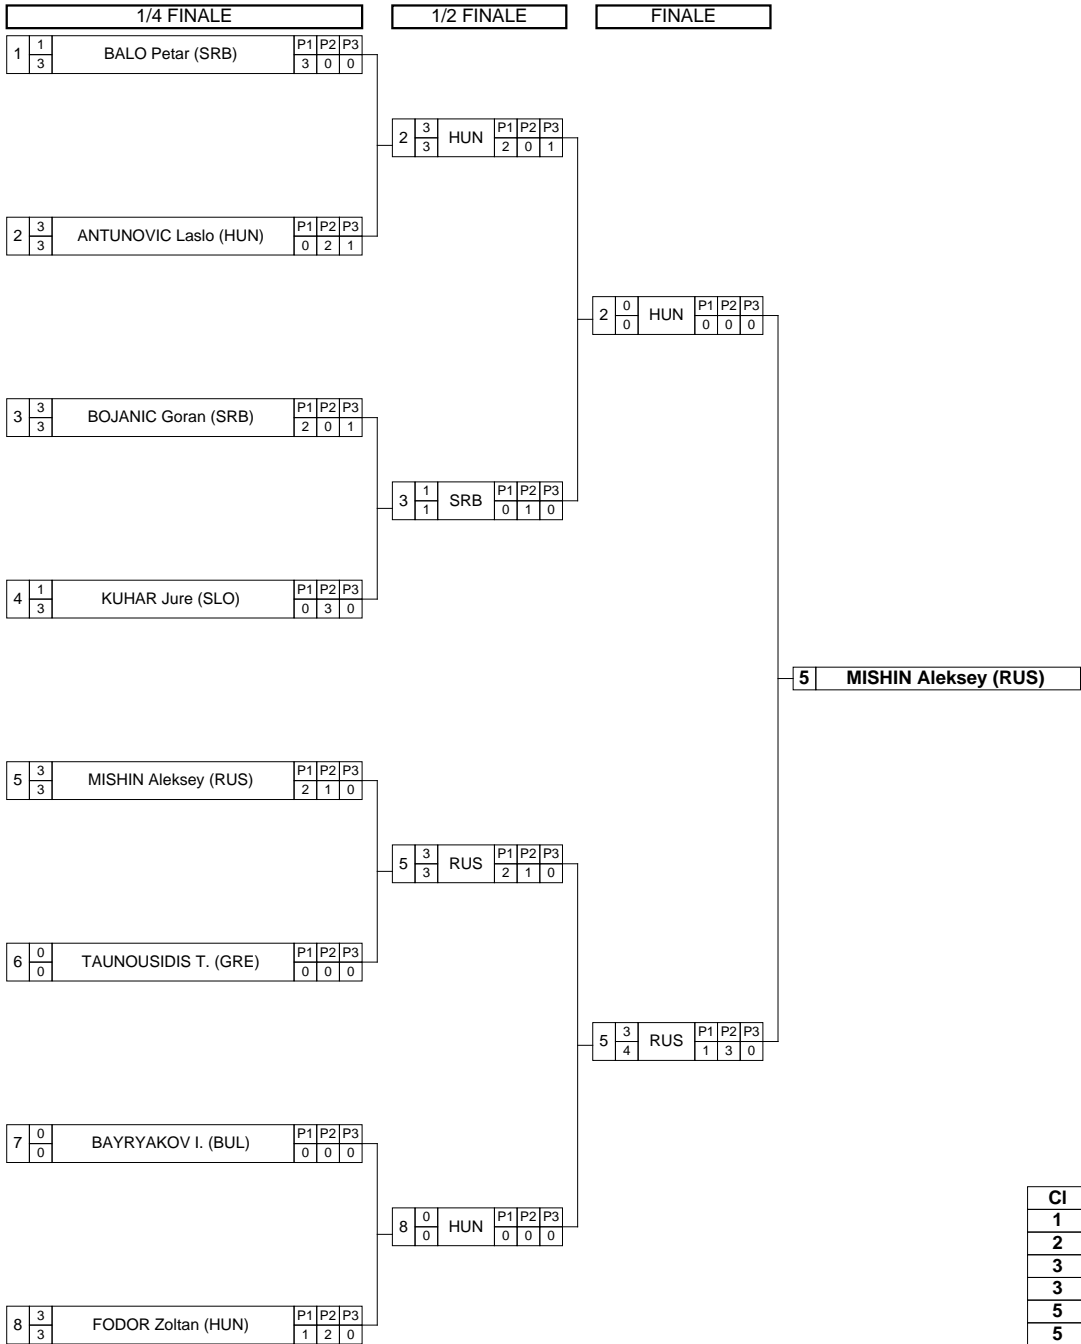 1/4 FINALE 1/2 FINALE FINALE
1 1 3 BALO Petar (SRB) P1 P2 P3 3 0 0
2 3 3 HUN P1 P2 P3 2 0 1
2 3 3 ANTUNOVIC Laslo (HUN) P1 P2 P3 0 2 1
2 0 0 HUN P1 P2 P3 0 0 0
3 3 3 BOJANIC Goran (SRB) P1 P2 P3 2 0 1
3 1 1 SRB P1 P2 P3 0 1 0
4 1 3 KUHAR Jure (SLO) P1 P2 P3 0 3 0
5 MISHIN Aleksey (RUS)
5 3 3 MISHIN Aleksey (RUS) P1 P2 P3 2 1 0
5 3 3 RUS P1 P2 P3 2 1 0
6 0 0 TAUNOUSIDIS T. (GRE) P1 P2 P3 0 0 0
5 3 4 RUS P1 P2 P3 1 3 0
7 0 0 BAYRYAKOV I. (BUL) P1 P2 P3 0 0 0
8 0 0 HUN P1 P2 P3 0 0 0
8 3 3 FODOR Zoltan (HUN) P1 P2 P3 1 2 0
Cl
1
2
3
3
5
5